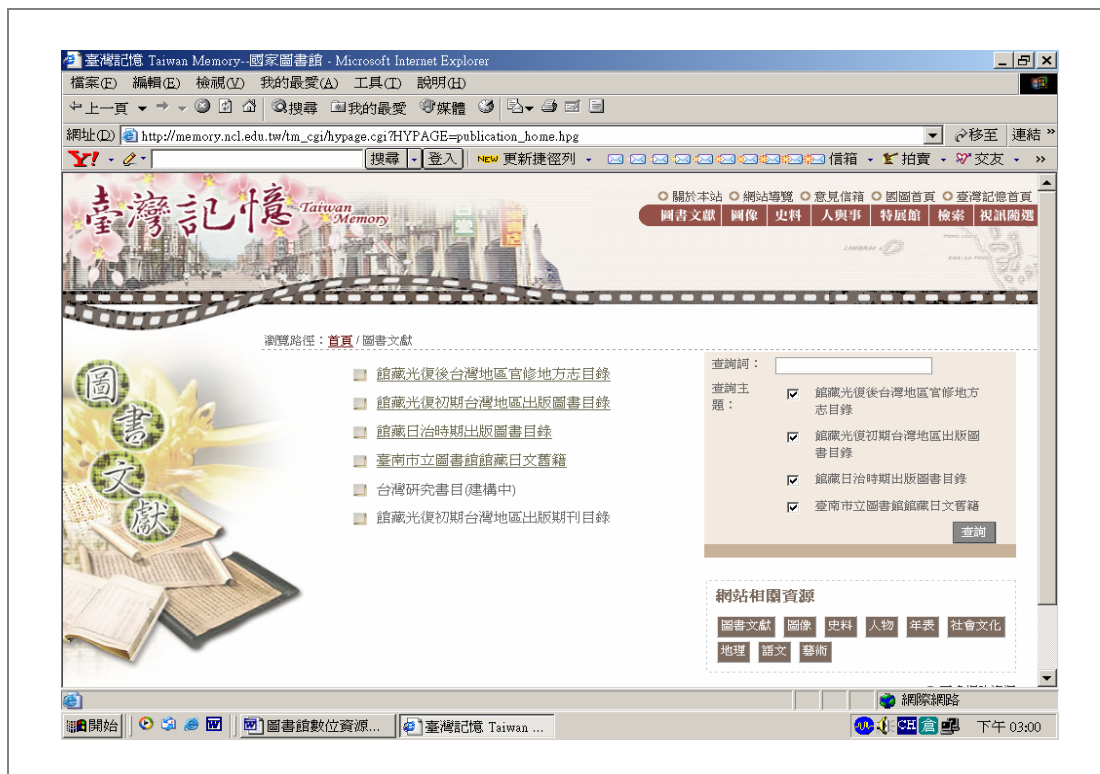 臺灣記憶 Taiwan Memory--國家圖書館 - Microsoft Internet Explorer
檔案(F) 編輯(E) 檢視(V) 我的最愛(A) 工具(T) 說明(H)
上一頁 搜尋 我的最愛 媒體
網址(D) http://memory.ncl.edu.tw/tm_cgi/hypage.cgi?HYPAGE=publication_home.hpg 移至 連結 »
Y! 搜尋 登入 NEW 更新捷徑列 信箱 拍賣 交友 »
臺灣記憶 Taiwan Memory
關於本站 網站導覽 意見信箱 國圖首頁 臺灣記憶首頁
圖書文獻 圖像 史料 人與事 特展館 檢索 視訊隨選
瀏覽路徑：首頁 / 圖書文獻
圖書文獻
館藏光復後台灣地區官修地方志目錄
館藏光復初期台灣地區出版圖書目錄
館藏日治時期出版圖書目錄
臺南市立圖書館館藏日文舊籍
台灣研究書目(建構中)
館藏光復初期台灣地區出版期刊目錄
查詢詞：
查詢主題：
館藏光復後台灣地區官修地方
志目錄
館藏光復初期台灣地區出版圖
書目錄
館藏日治時期出版圖書目錄
臺南市立圖書館館藏日文舊籍
查詢
網站相關資源
圖書文獻 圖像 史料 人物 年表 社會文化
地理 語文 藝術
網際網路
開始 圖書館數位資源... 臺灣記憶 Taiwan ... CH 倉 下午 03:00